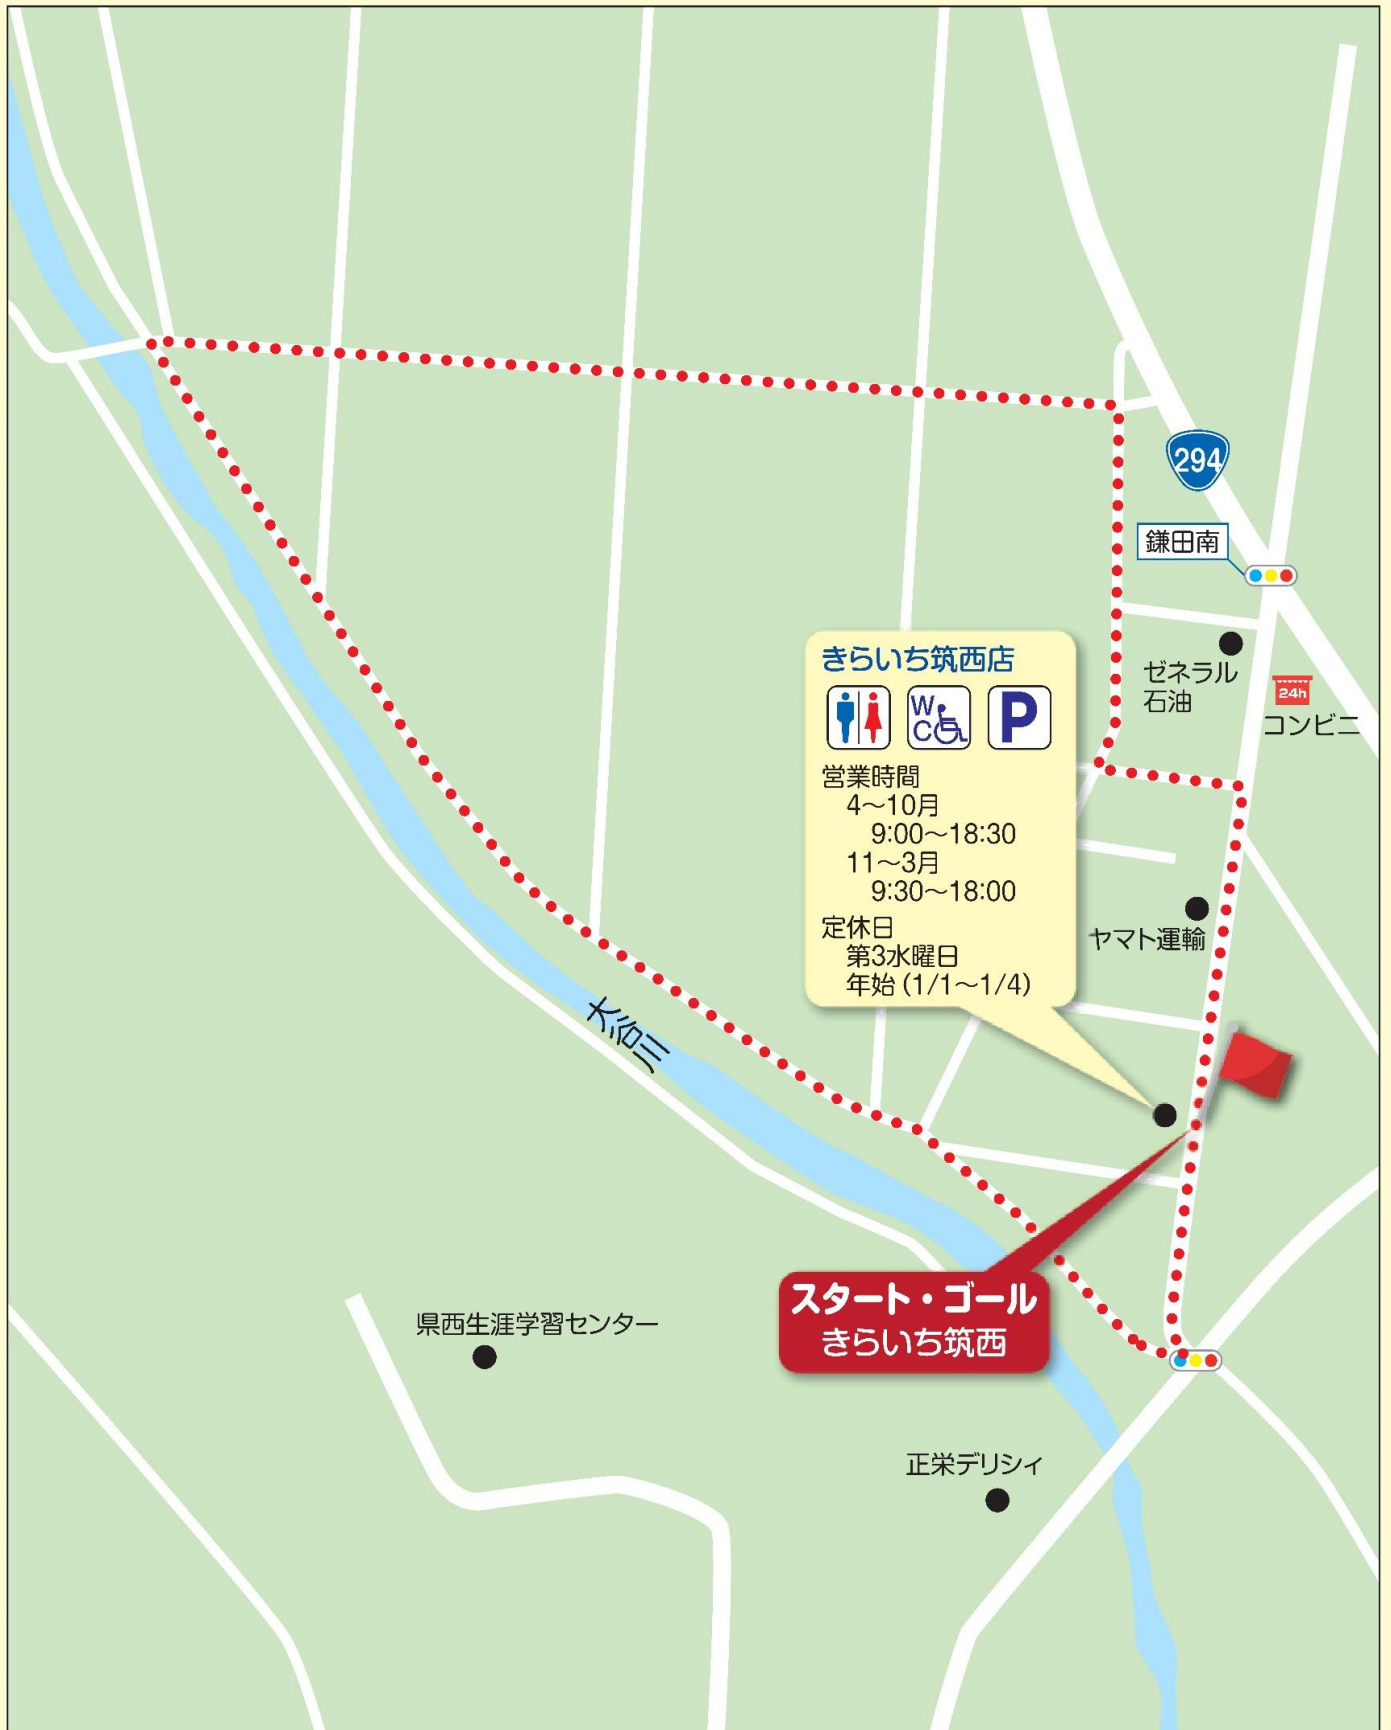 294
鎌田南
ゼネラル
石油
24h
コンビニ
きらいち筑西店
WC
P
営業時間
4〜10月
9:00〜18:30
11〜3月
9:30〜18:00
定休日
第3水曜日
年始(1/1〜1/4)
ヤマト運輸
大谷川
スタート・ゴール
きらいち筑西
県西生涯学習センター
正栄デリシィ